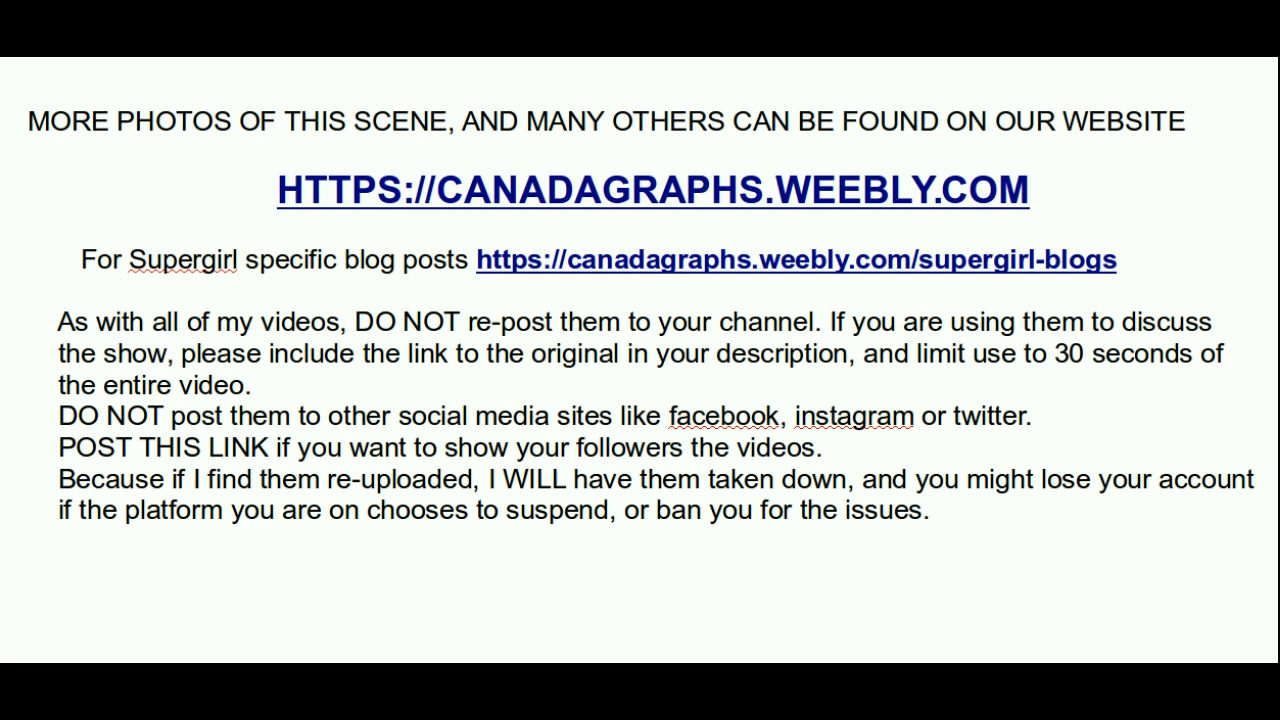 MORE PHOTOS OF THIS SCENE, AND MANY OTHERS CAN BE FOUND ON OUR WEBSITE
HTTPS://CANADAGRAPHS.WEEBLY.COM
For Supergirl specific blog posts https://canadagraphs.weebly.com/supergirl-blogs
As with all of my videos, DO NOT re-post them to your channel. If you are using them to discuss
the show, please include the link to the original in your description, and limit use to 30 seconds of
the entire video.
DO NOT post them to other social media sites like facebook, instagram or twitter.
POST THIS LINK if you want to show your followers the videos.
Because if I find them re-uploaded, I WILL have them taken down, and you might lose your account
if the platform you are on chooses to suspend, or ban you for the issues.